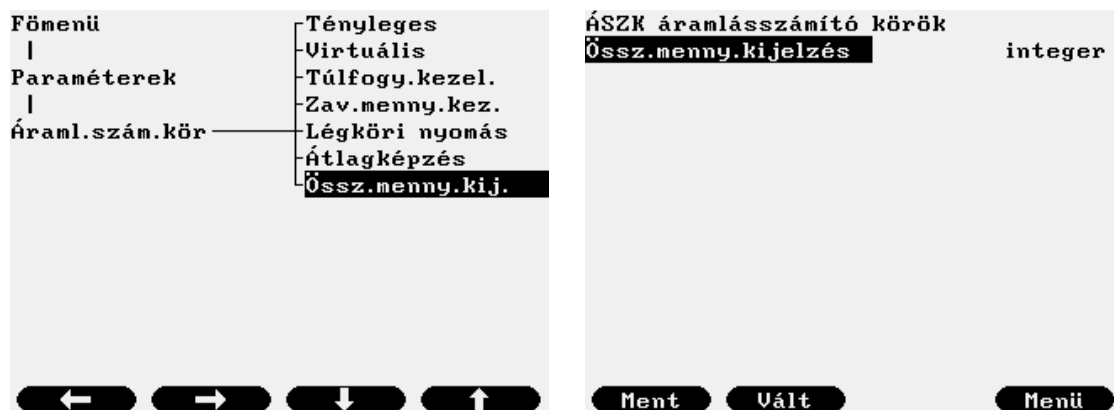 Fömenü
Paraméterek
Áraml.szám.kör
Tényleges
Virtuális
Túlfogy.kezel.
Zav.menny.kez.
Légköri nyomás
Átlagképzés
Össz.menny.kij.
ÁSZK áramlásszámító körök
Össz.menny.kijelzés integer
Ment Vált Menü